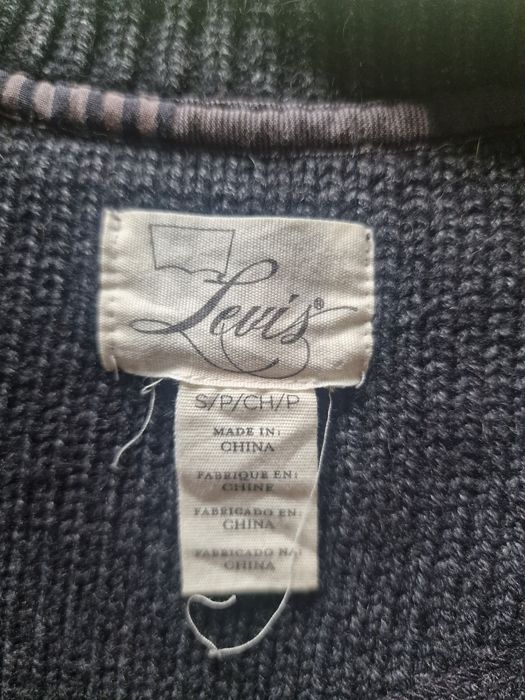 Levi's®
S/P/CH/P
MADE IN:
CHINA
FABRIQUE EN:
CHINE
FABRICADO EN:
CHINA
FABRICADO NA:
CHINA